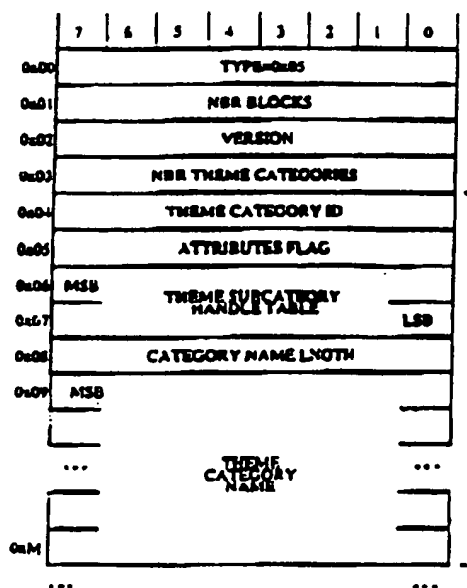 7 6 5 4 3 2 1 0
0x00 TYPE=0x05
0x01 NBR BLOCKS
0x02 VERSION
0x03 NBR THEME CATEGORIES
0x04 THEME CATEGORY ID
0x05 ATTRIBUTES FLAG
0x06 MSB
THEME SUBCATEGORY
HANDLE TABLE
0x07 LSB
0x08 CATEGORY NAME LNGTH
0x09 MSB
... THEME ...
CATEGORY
NAME
0xM
... ...